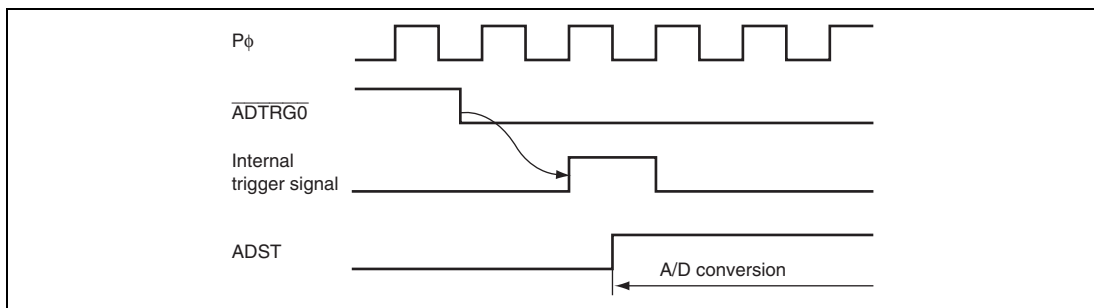 Pϕ
ADTRG0
Internal
trigger signal
ADST
A/D conversion